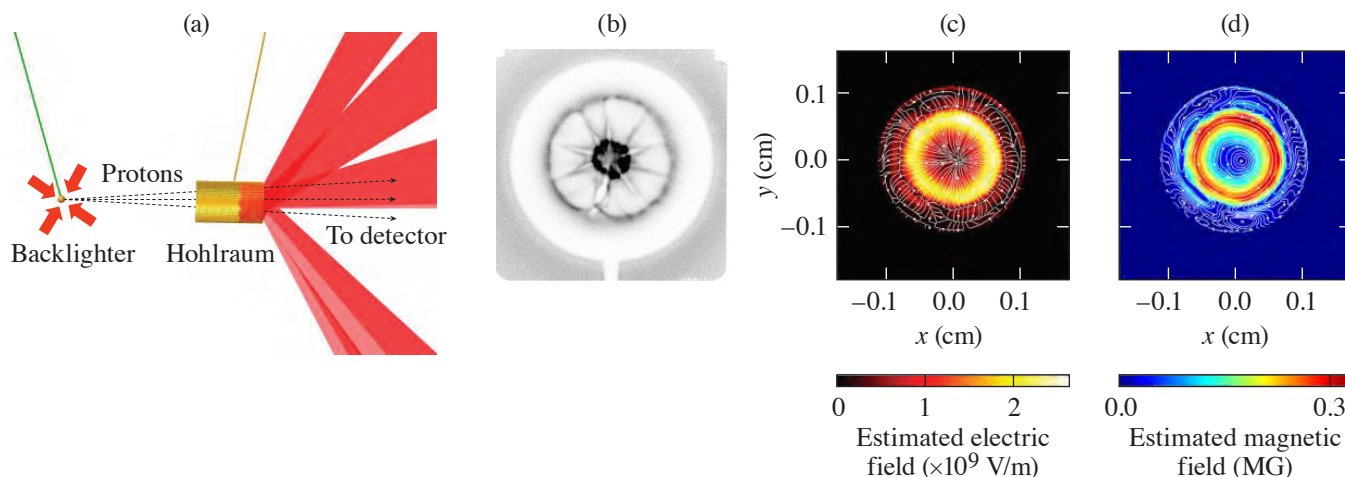 (a)
Protons
Backlighter
Hohlraum
To detector
(b)
(c)
y (cm)
0.1
0.0
−0.1
−0.1 0.0 0.1
x (cm)
0 1 2
Estimated electric
field (×10⁹ V/m)
(d)
−0.1 0.0 0.1
x (cm)
0.0 0.3
Estimated magnetic
field (MG)